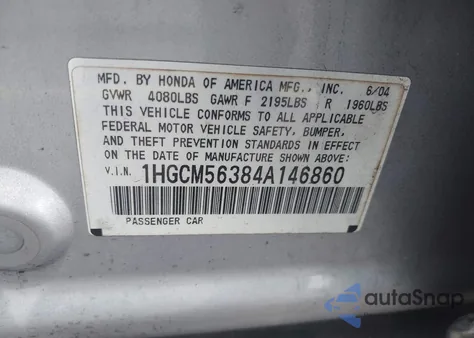 MFD. BY HONDA OF AMERICA MFG., INC. 6/04
GVWR 4080LBS GAWR F 2195LBS R 1960LBS
THIS VEHICLE CONFORMS TO ALL APPLICABLE
FEDERAL MOTOR VEHICLE SAFETY, BUMPER,
AND THEFT PREVENTION STANDARDS IN EFFECT
ON THE DATE OF MANUFACTURE SHOWN ABOVE:
V.I.N. 1HGCM56384A146860
PASSENGER CAR
autoSnap